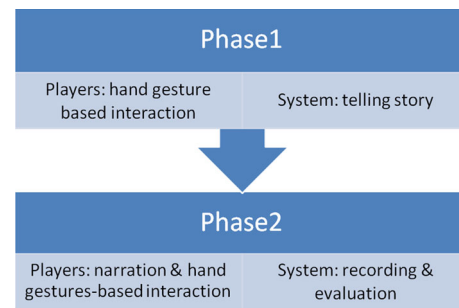 Phase1
Players: hand gesture
based interaction
System: telling story
Phase2
Players: narration & hand
gestures-based interaction
System: recording &
evaluation